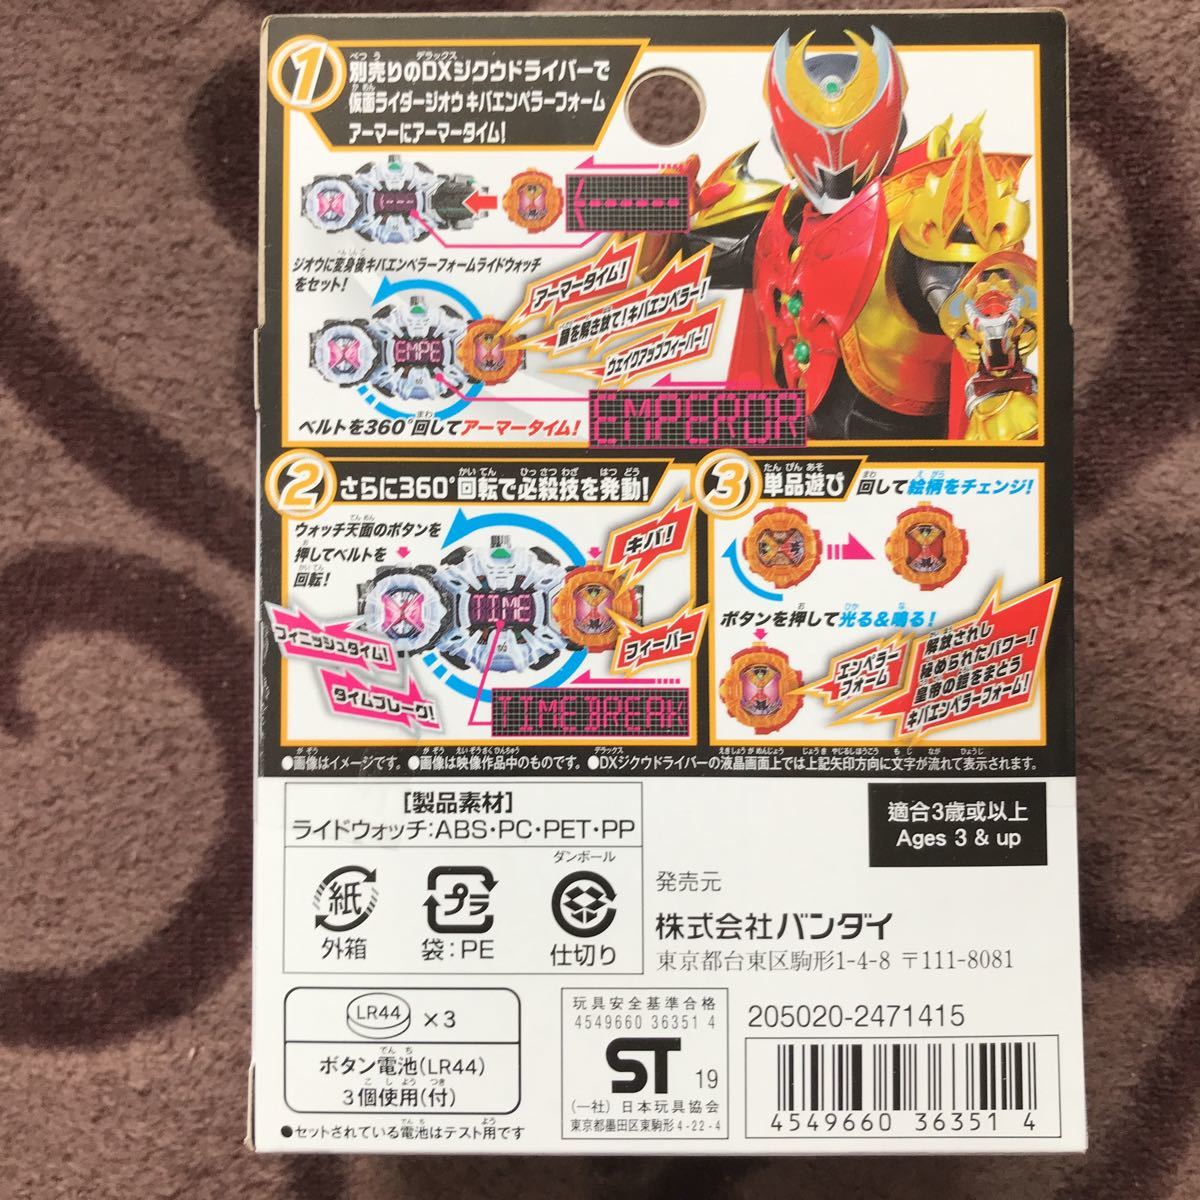 1
別売りのDXジクウドライバーで
仮面ライダージオウ キバエンペラーフォーム
アーマーにアーマータイム!
ジオウに変身後キバエンペラーフォームライドウォッチ
をセット!
アーマータイム!
鎖を解き放て!キバエンペラー!
ウェイクアップフィーバー!
EMPE
EMPEROR
ベルトを360°回してアーマータイム!
2
さらに360°回転で必殺技を発動!
ウォッチ天面のボタンを
押してベルトを
回転!
キバ!
フィーバー
TIME
フィニッシュタイム!
タイムブレーク!
TIME BREAK
3
単品遊び
回して絵柄をチェンジ!
ボタンを押して光る&鳴る!
エンペラー
フォーム
解放されし
秘められたパワー!
皇帝の鎧をまとう
キバエンペラーフォーム!
●画像はイメージです。●画像は映像作品中のものです。●DXジクウドライバーの液晶画面上では上記矢印方向に文字が流れて表示されます。
[製品素材]
ライドウォッチ:ABS・PC・PET・PP
紙
外箱
プラ
袋:PE
ダンボール
仕切り
適合3歳或以上
Ages 3 & up
発売元
株式会社バンダイ
東京都台東区駒形1-4-8 〒111-8081
LR44 ×3
ボタン電池(LR44)
3個使用(付)
●セットされている電池はテスト用です
玩具安全基準合格
4549660 36351 4
ST 19
(一社)日本玩具協会
東京都墨田区東駒形4-22-4
205020-2471415
4549660 363514